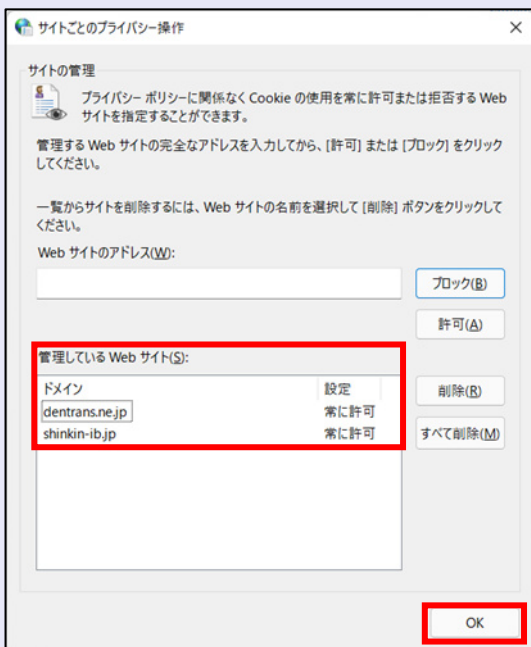 サイトごとのプライバシー操作
サイトの管理
プライバシー ポリシーに関係なく Cookie の使用を常に許可または拒否する Web
サイトを指定することができます。
管理する Web サイトの完全なアドレスを入力してから、[許可] または [ブロック] をクリック
してください。
一覧からサイトを削除するには、Web サイトの名前を選択して [削除] ボタンをクリックして
ください。
Web サイトのアドレス(W):
ブロック(B)
許可(A)
管理している Web サイト(S):
ドメイン 設定
dentrans.ne.jp 常に許可
shinkin-ib.jp 常に許可
削除(R)
すべて削除(M)
OK